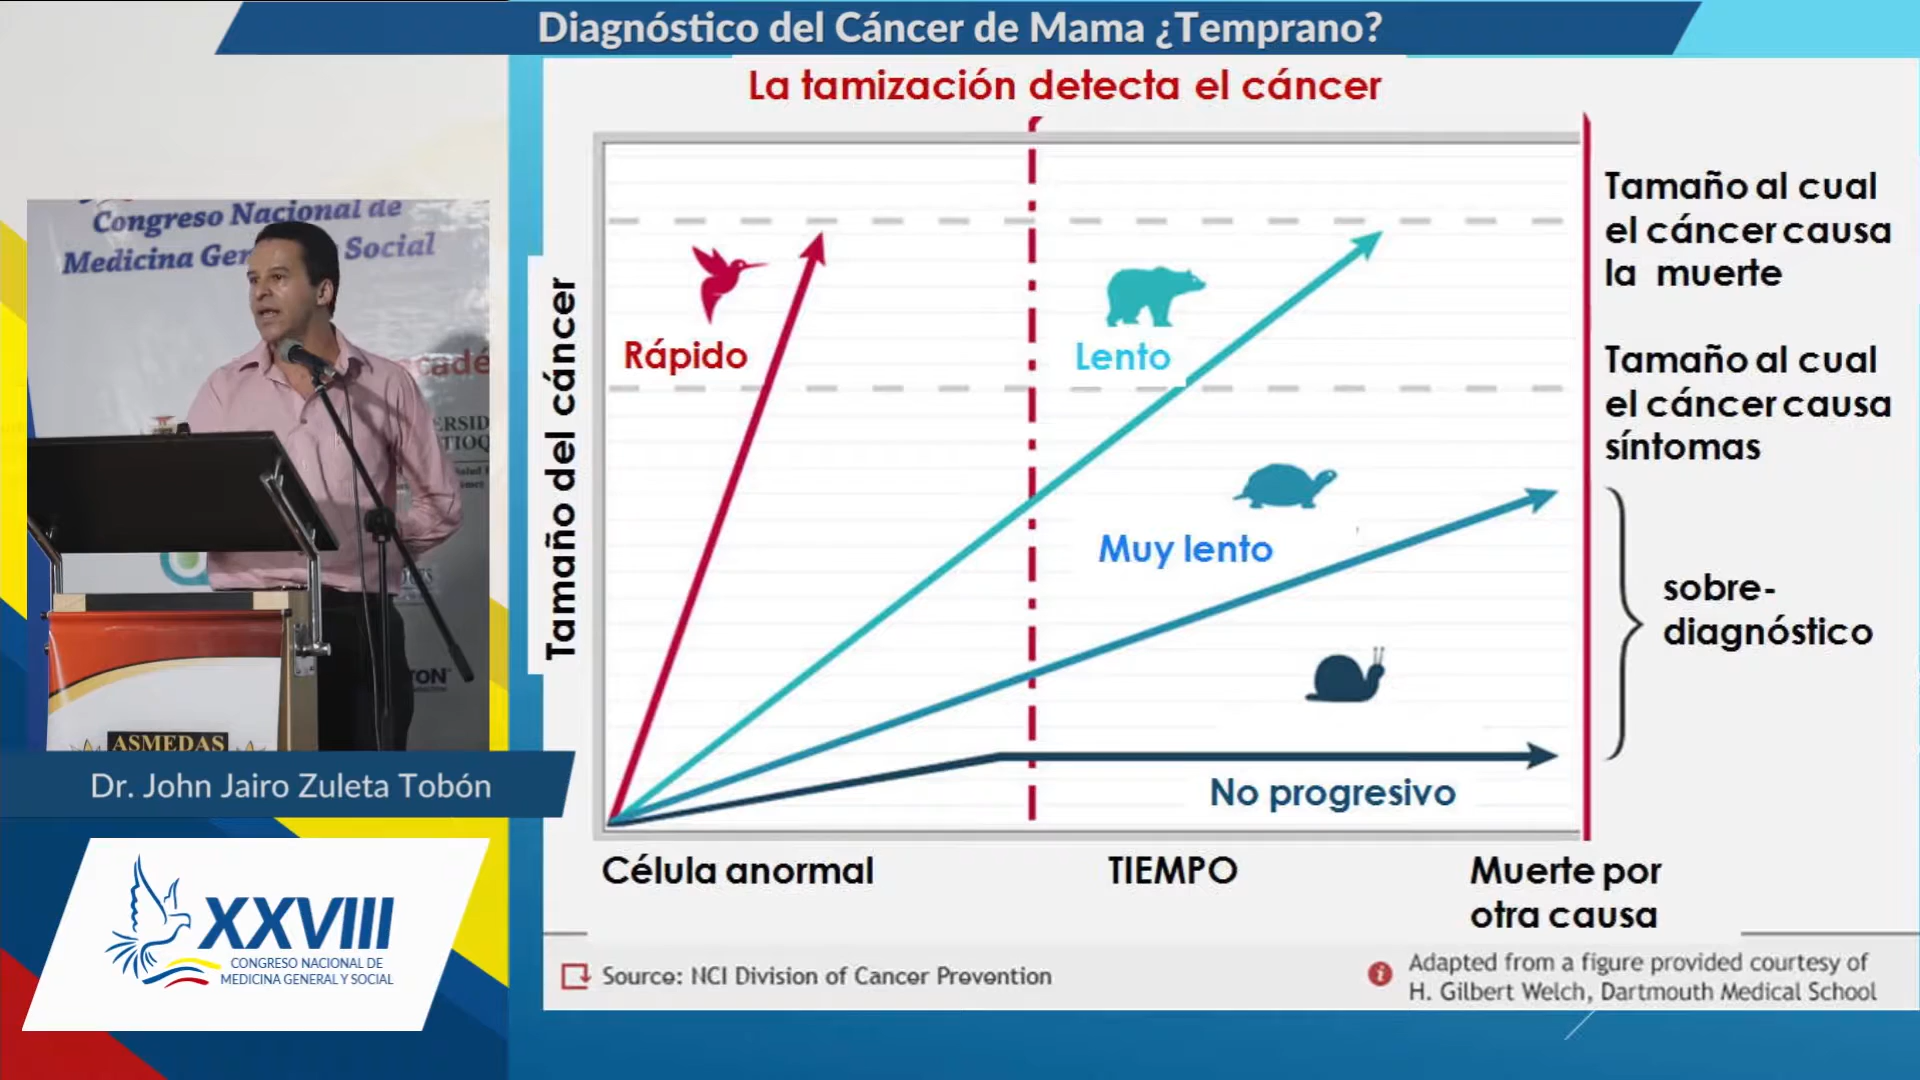 Diagnóstico del Cáncer de Mama ¿Temprano?
La tamización detecta el cáncer
Congreso Nacional de
Medicina Gen
Social
cadé
ERSID
TIOQ
ASMEDAS
Dr. John Jairo Zuleta Tobón
XXVIII
CONGRESO NACIONAL DE
MEDICINA GENERAL Y SOCIAL
Tamaño del cáncer
Rápido
Lento
Muy lento
No progresivo
Tamaño al cual
el cáncer causa
la muerte
Tamaño al cual
el cáncer causa
síntomas
sobre-
diagnóstico
Célula anormal
TIEMPO
Muerte por
otra causa
Source: NCI Division of Cancer Prevention
Adapted from a figure provided courtesy of
H. Gilbert Welch, Dartmouth Medical School